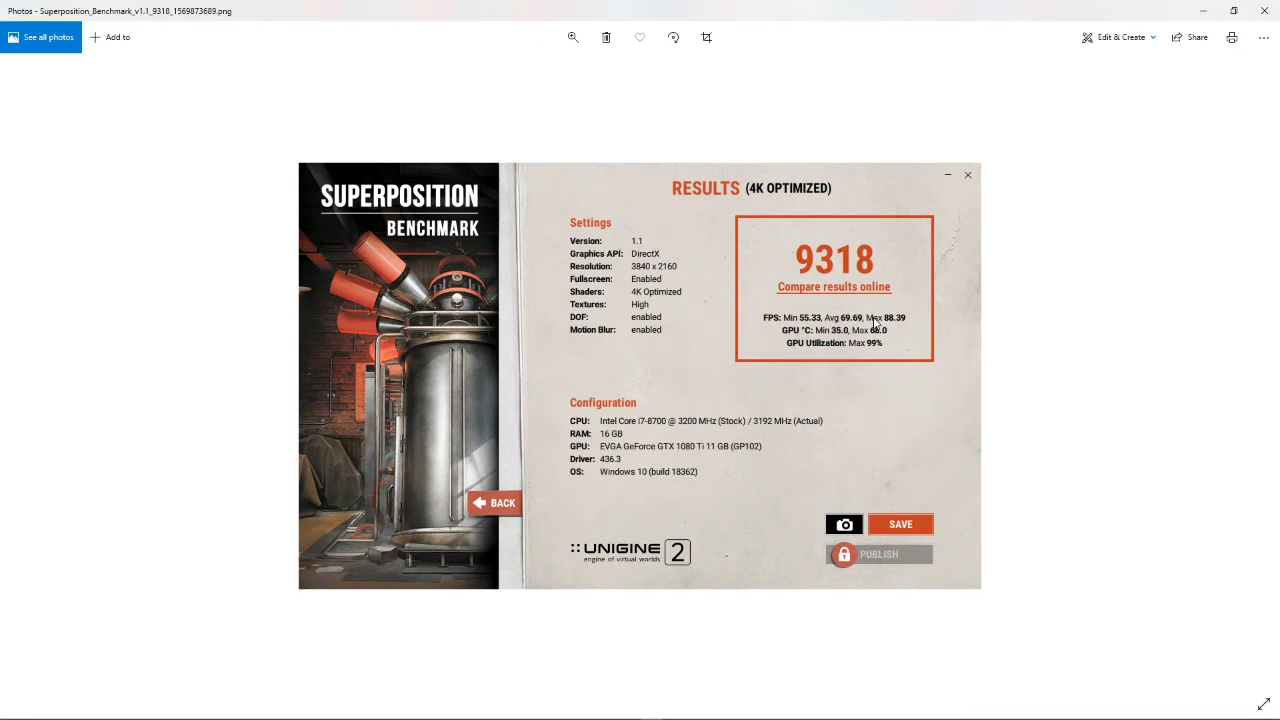 Photos - Superposition_Benchmark_v1.1_9318_1569873689.png
See all photos
Add to
Edit & Create
Share
SUPERPOSITION
BENCHMARK
RESULTS (4K OPTIMIZED)
Settings
Version: 1.1
Graphics API: DirectX
Resolution: 3840 x 2160
Fullscreen: Enabled
Shaders: 4K Optimized
Textures: High
DOF: enabled
Motion Blur: enabled
9318
Compare results online
FPS: Min 55.33, Avg 69.69, Max 88.39
GPU °C: Min 35.0, Max 68.0
GPU Utilization: Max 99%
Configuration
CPU: Intel Core i7-8700 @ 3200 MHz (Stock) / 3192 MHz (Actual)
RAM: 16 GB
GPU: EVGA GeForce GTX 1080 Ti 11 GB (GP102)
Driver: 436.3
OS: Windows 10 (build 18362)
BACK
SAVE
PUBLISH
UNIGINE 2
engine of virtual worlds